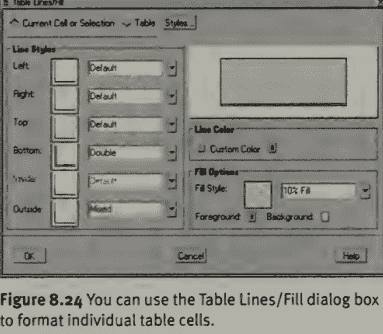 Table Lines/Fill
Current Cell or Selection Table Styles...
Line Styles
Left: Default
Right: Default
Top: Default
Line Color
Bottom: Double
Custom Color
Fill Options
Inside: Default
Fill Style: 10% Fill
Outside: Mixed
Foreground: Background:
OK Cancel Help
Figure 8.24 You can use the Table Lines/Fill dialog box
to format individual table cells.